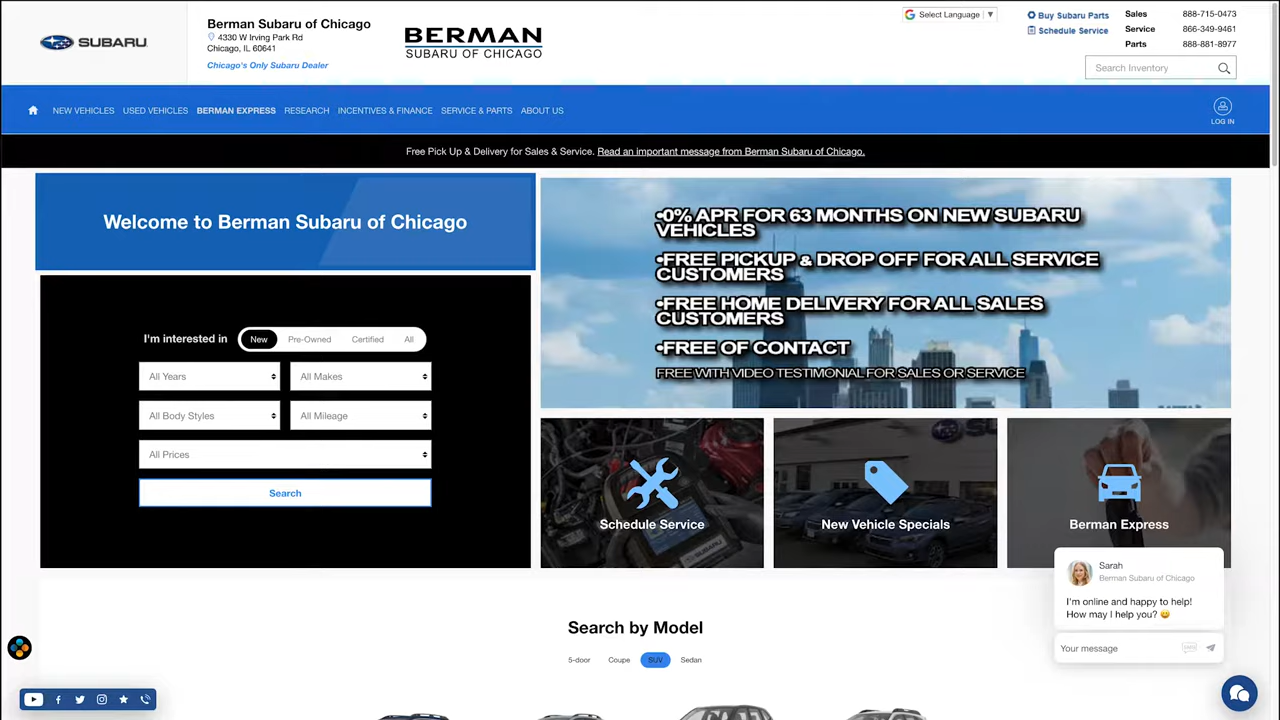 SUBARU
Berman Subaru of Chicago
4330 W Irving Park Rd
Chicago, IL 60641
Chicago's Only Subaru Dealer
BERMAN
SUBARU OF CHICAGO
Select Language
Buy Subaru Parts
Schedule Service
Sales 888-715-0473
Service 866-349-9461
Parts 888-881-8977
Search Inventory
NEW VEHICLES USED VEHICLES BERMAN EXPRESS RESEARCH INCENTIVES & FINANCE SERVICE & PARTS ABOUT US
LOG IN
Free Pick Up & Delivery for Sales & Service. Read an important message from Berman Subaru of Chicago.
Welcome to Berman Subaru of Chicago
I'm interested in New Pre-Owned Certified All
All Years All Makes
All Body Styles All Mileage
All Prices
Search
•0% APR FOR 63 MONTHS ON NEW SUBARU
VEHICLES
•FREE PICKUP & DROP OFF FOR ALL SERVICE
CUSTOMERS
•FREE HOME DELIVERY FOR ALL SALES
CUSTOMERS
•FREE OF CONTACT
FREE WITH VIDEO TESTIMONIAL FOR SALES OR SERVICE
Schedule Service
New Vehicle Specials
Berman Express
Sarah
Berman Subaru of Chicago
I'm online and happy to help!
How may I help you? 😀
Your message
Search by Model
5-door Coupe SUV Sedan